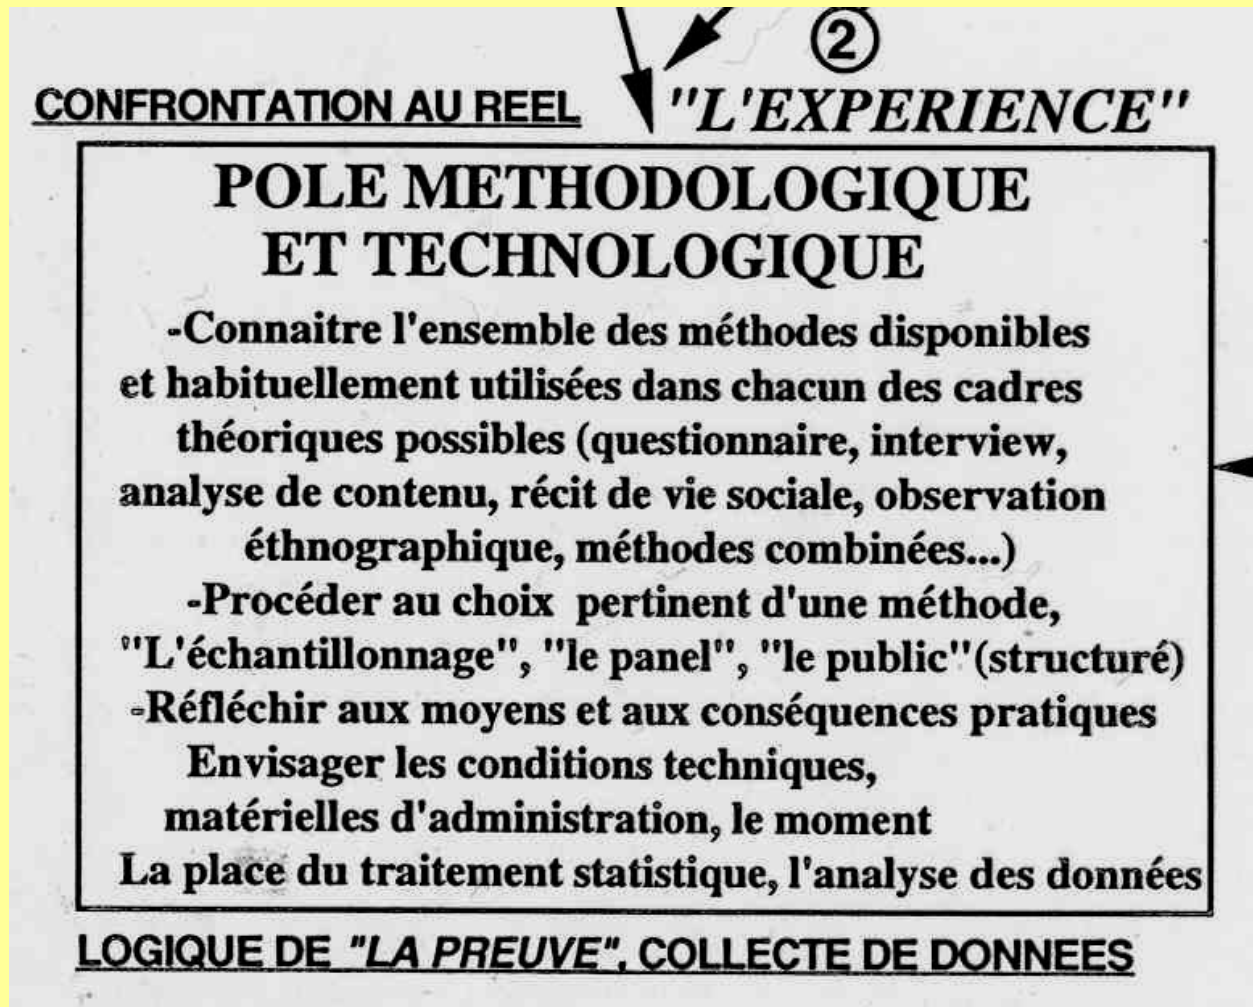 ②
CONFRONTATION AU REEL "L'EXPERIENCE"
POLE METHODOLOGIQUE
ET TECHNOLOGIQUE
-Connaitre l'ensemble des méthodes disponibles
et habituellement utilisées dans chacun des cadres
théoriques possibles (questionnaire, interview,
analyse de contenu, récit de vie sociale, observation
éthnographique, méthodes combinées...)
-Procéder au choix pertinent d'une méthode,
"L'échantillonnage", "le panel", "le public"(structuré)
-Réfléchir aux moyens et aux conséquences pratiques
Envisager les conditions techniques,
matérielles d'administration, le moment
La place du traitement statistique, l'analyse des données
LOGIQUE DE "LA PREUVE", COLLECTE DE DONNEES